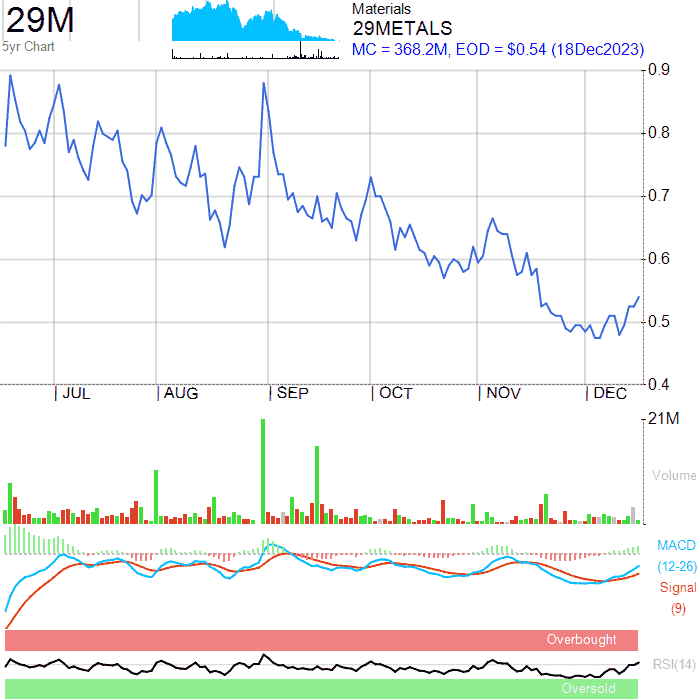 29M
5yr Chart
Materials
29METALS
MC = 368.2M, EOD = $0.54 (18Dec2023)
0.9
0.8
0.7
0.6
0.5
0.4
JUL AUG SEP OCT NOV DEC
21M
Volume
MACD
(12-26)
Signal
(9)
Overbought
RSI(14)
Oversold